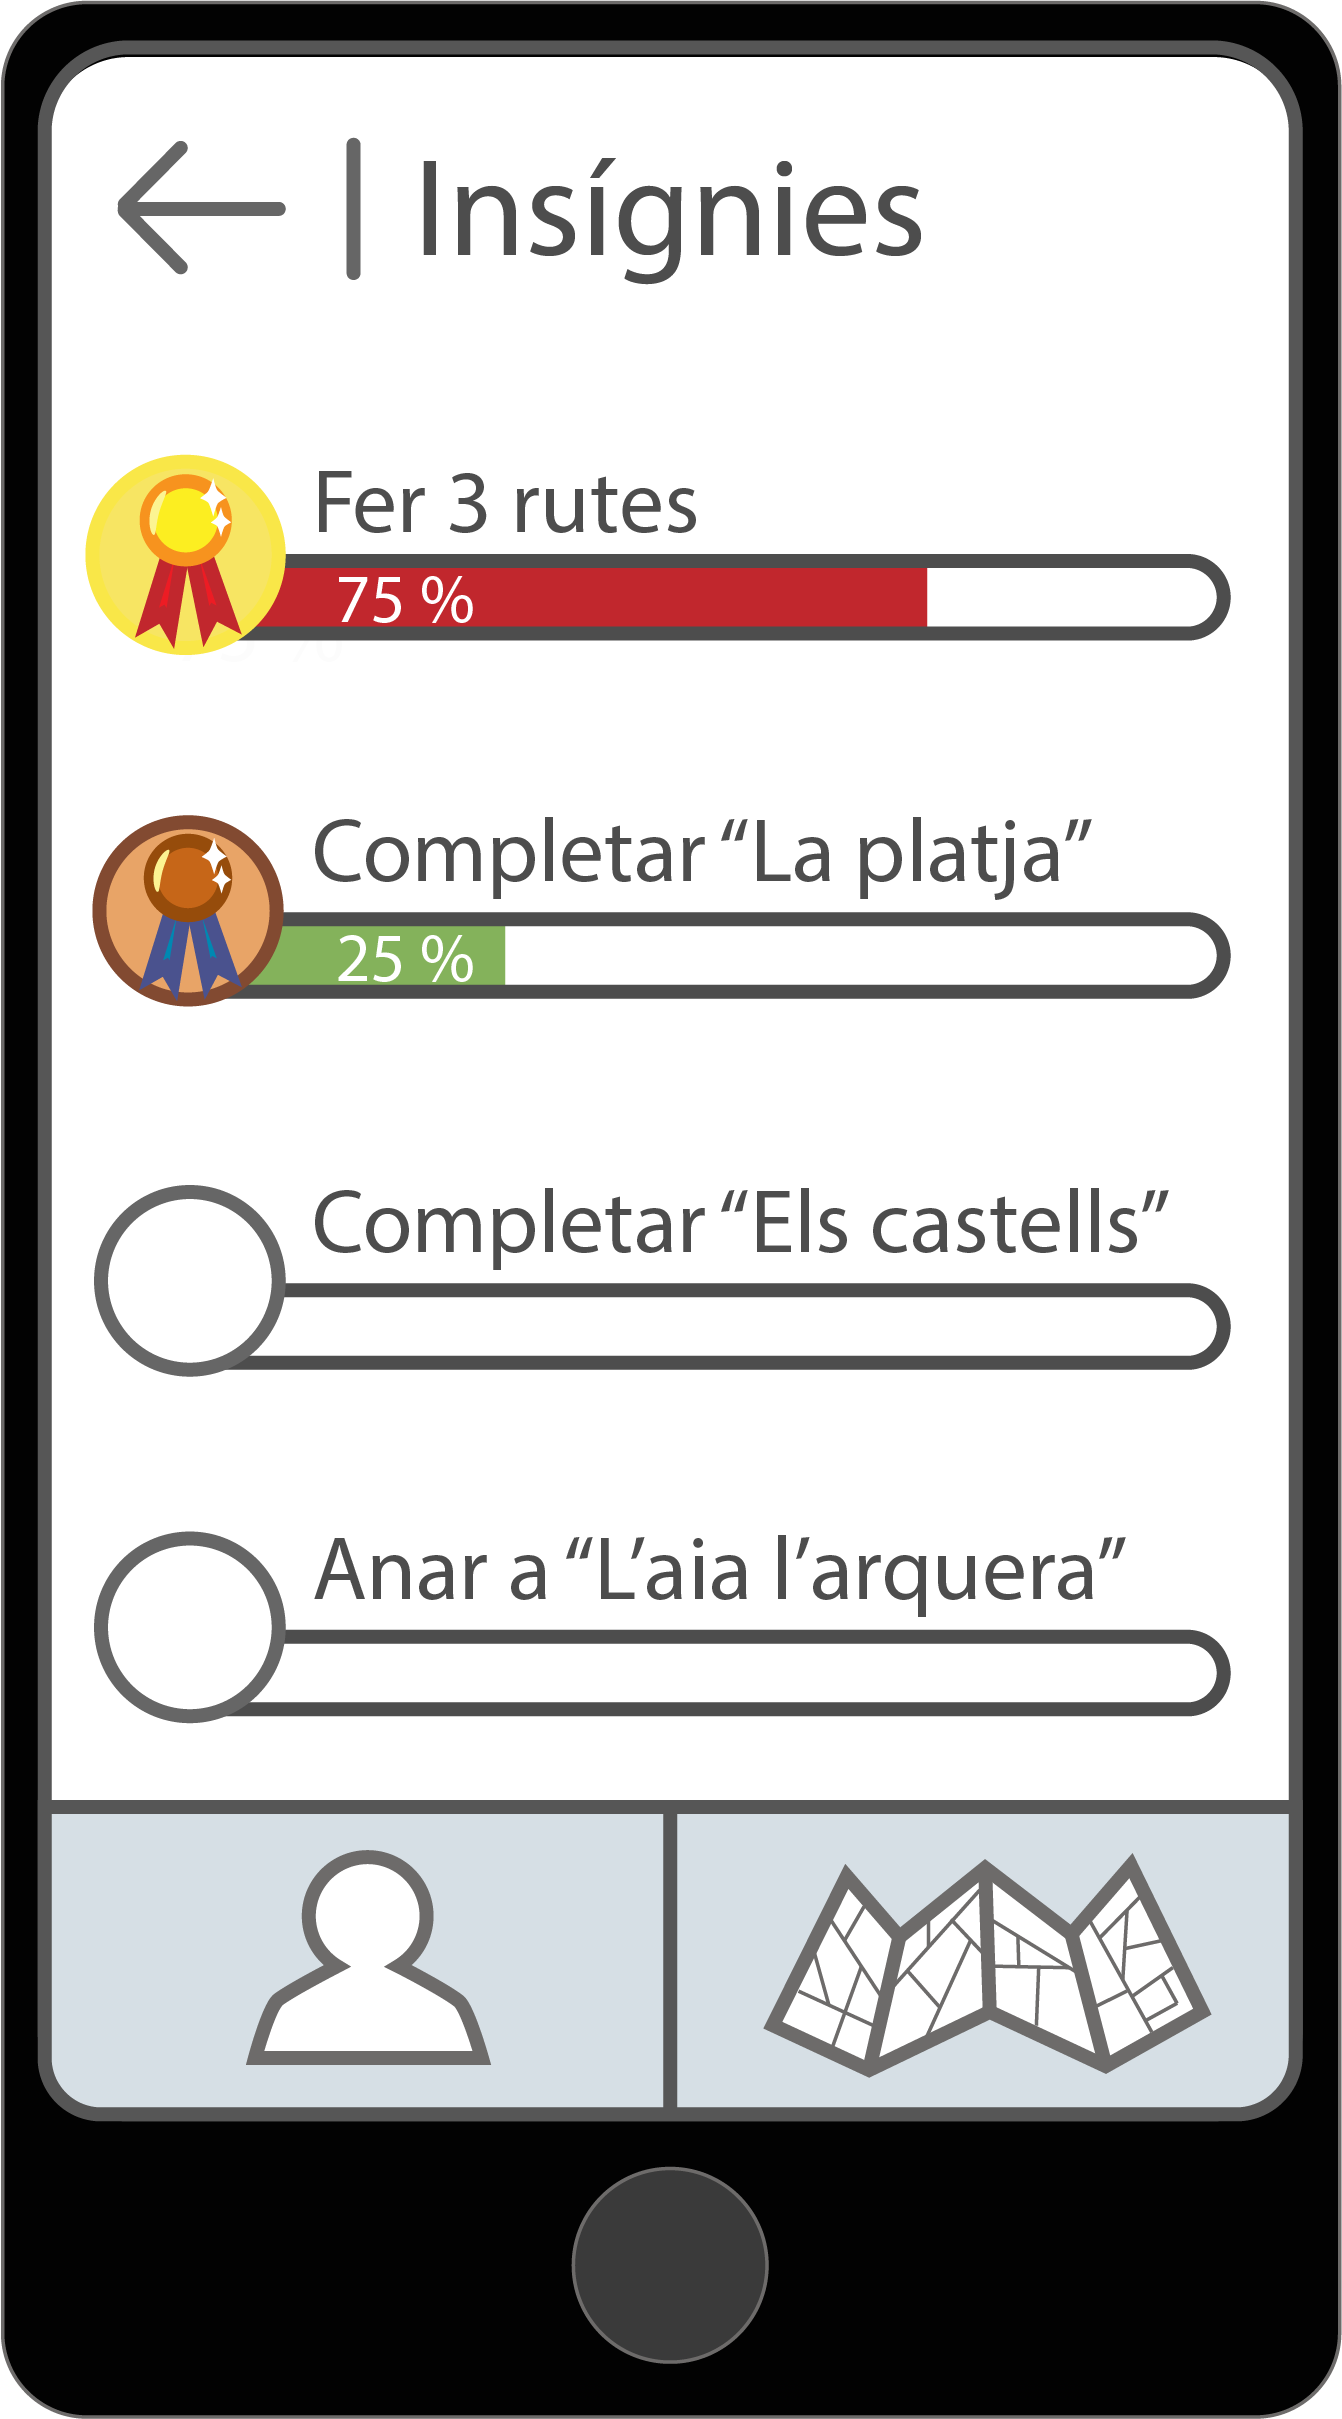 Insígnies
Fer 3 rutes
75 %
Completar “La platja”
25 %
Completar “Els castells”
Anar a “L’aia l’arquera”